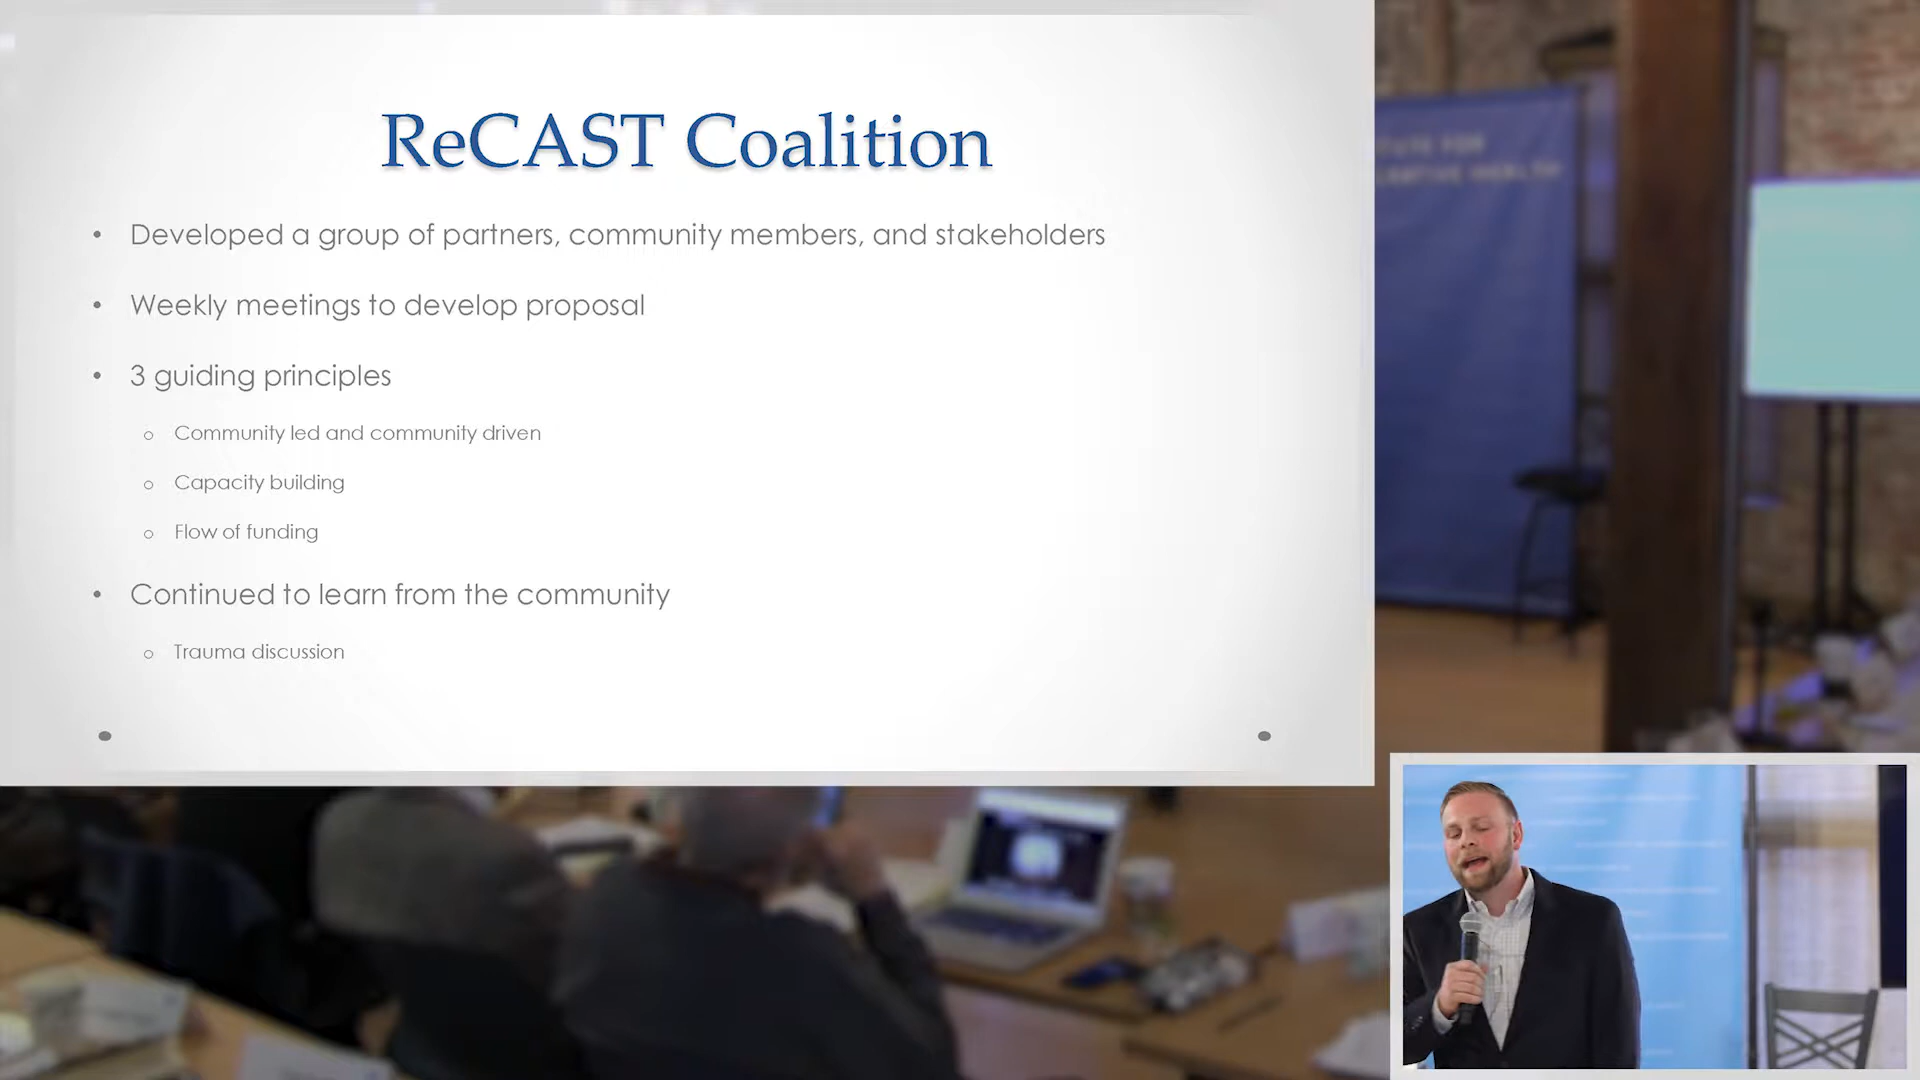 ReCAST Coalition
• Developed a group of partners, community members, and stakeholders
• Weekly meetings to develop proposal
• 3 guiding principles
o Community led and community driven
o Capacity building
o Flow of funding
• Continued to learn from the community
o Trauma discussion